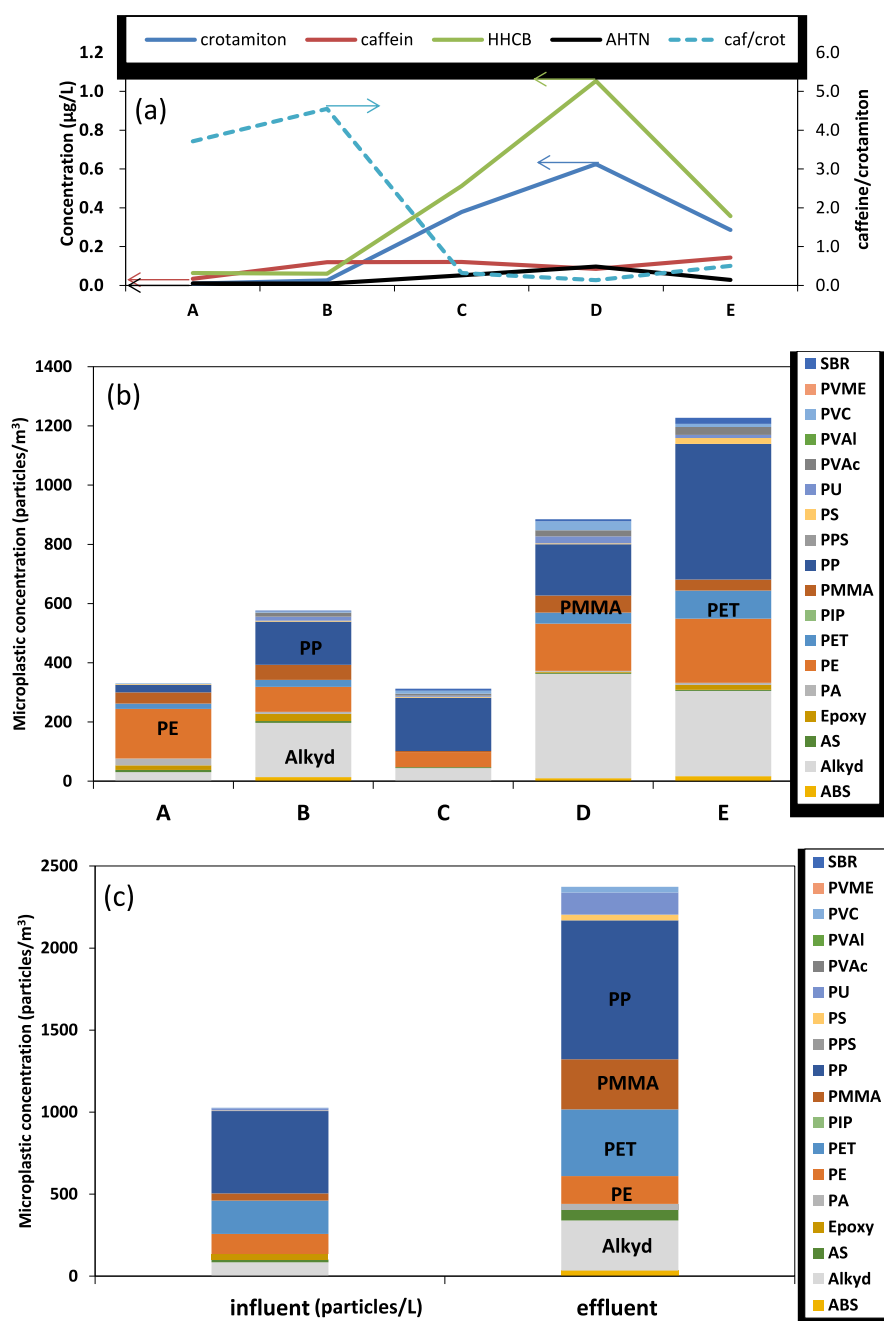 crotamiton caffein HHCB AHTN caf/crot
(a)
Concentration (µg/L)
1.2
1.0
0.8
0.6
0.4
0.2
0.0
6.0
5.0
4.0
3.0
2.0
1.0
0.0
caffeine/crotamiton
A B C D E
(b)
Microplastic concentration (particles/m³)
1400
1200
1000
800
600
400
200
0
PE
PP
Alkyd
PMMA
PET
A B C D E
SBR
PVME
PVC
PVAl
PVAc
PU
PS
PPS
PP
PMMA
PIP
PET
PE
PA
Epoxy
AS
Alkyd
ABS
(c)
Microplastic concentration (particles/m³)
2500
2000
1500
1000
500
0
PP
PMMA
PET
PE
Alkyd
influent (particles/L) effluent
SBR
PVME
PVC
PVAl
PVAc
PU
PS
PPS
PP
PMMA
PIP
PET
PE
PA
Epoxy
AS
Alkyd
ABS